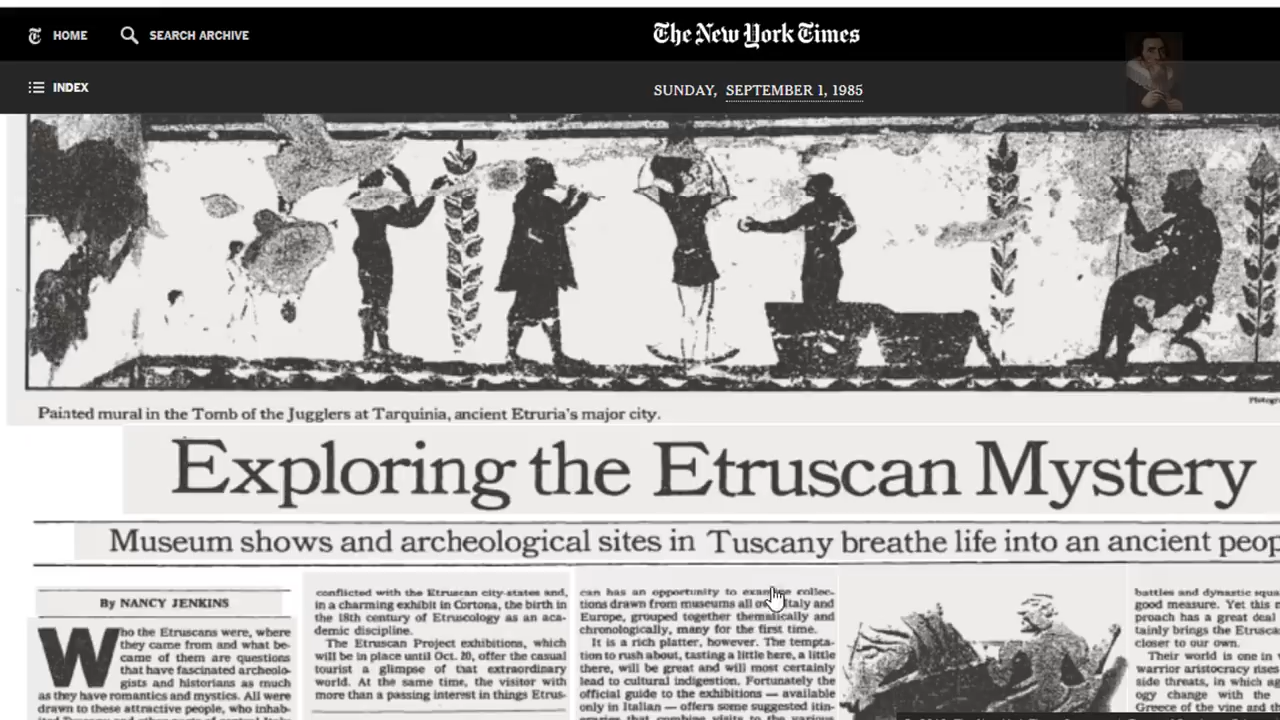 HOME
SEARCH ARCHIVE
The New York Times
INDEX
SUNDAY, SEPTEMBER 1, 1985
Painted mural in the Tomb of the Jugglers at Tarquinia, ancient Etruria's major city.
Exploring the Etruscan Mystery
Museum shows and archeological sites in Tuscany breathe life into an ancient peop
By NANCY JENKINS
Who the Etruscans were, where
they came from and what be-
came of them are questions
that have fascinated archeolo-
gists and historians as much
as they have romantics and mystics. All were
drawn to these attractive people, who inhab-
conflicted with the Etruscan city-states and,
in a charming exhibit in Cortona, the birth in
the 18th century of Etruscology as an aca-
demic discipline.
The Etruscan Project exhibitions, which
will be in place until Oct. 20, offer the casual
tourist a glimpse of that extraordinary
world. At the same time, the visitor with
more than a passing interest in things Etrus-
can has an opportunity to examine collec-
tions drawn from museums all over Italy and
Europe, grouped together thematically and
chronologically, many for the first time.
It is a rich platter, however. The tempta-
tion to rush about, tasting a little here, a little
there, will be great and will most certainly
lead to cultural indigestion. Fortunately the
official guide to the exhibitions — available
only in Italian — offers some suggested itin-
battles and dynastic squa
good measure. Yet this
proach has a great deal
tainly brings the Etrusca
closer to our own.
Their world is one in
warrior aristocracy rises
side threats, in which ag
ogy change with the
Greece of the vine and th